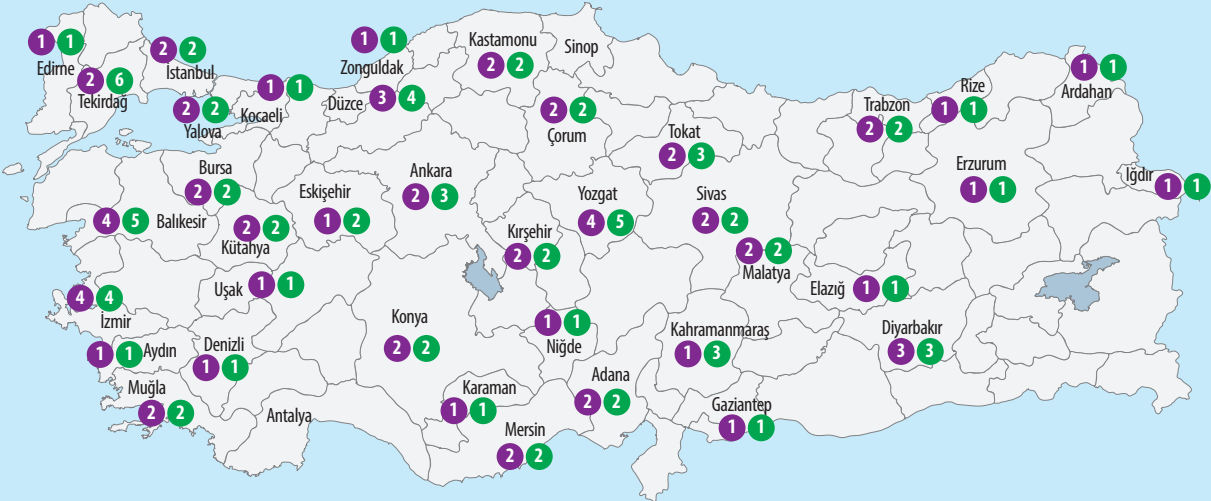 1 1
Edirne
2 6
Tekirdağ
2 2
İstanbul
2 2
Yalova
1 1
Kocaeli
1 1
Zonguldak
Düzce 3 4
Kastamonu
2 2
Sinop
2 2
Çorum
Tokat
2 3
Trabzon
2 2
Rize
1 1
1 1
Ardahan
Erzurum
1 1
Iğdır 1 1
Bursa
2 2
4 5 Balıkesir
2 2
Kütahya
Eskişehir
1 2
Ankara
2 3
Kırşehir
2 2
Yozgat
4 5
Sivas
2 2
2 2
Malatya
Elazığ 1 1
Uşak 1 1
4 4
İzmir
1 1 Aydın
Denizli
1 1
Muğla
2 2
Antalya
Konya
2 2
1 1
Niğde
Kahramanmaraş
1 3
Diyarbakır
3 3
Karaman
1 1
Adana
2 2
Gaziantep
1 1
Mersin
2 2